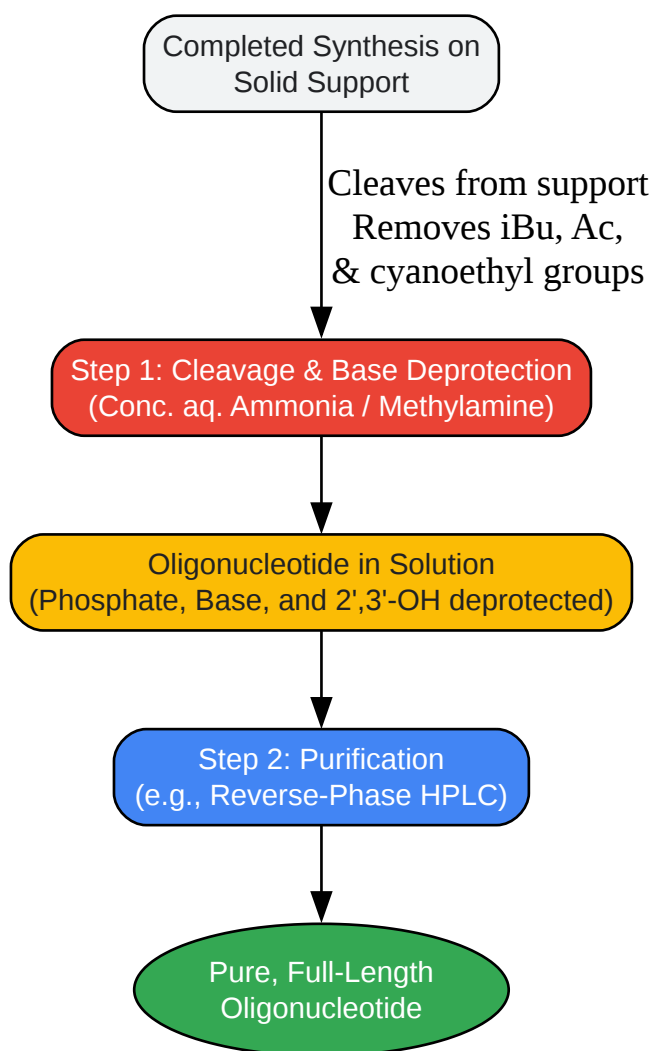 Completed Synthesis on
Solid Support
Cleaves from support
Removes iBu, Ac,
& cyanoethyl groups
Step 1: Cleavage & Base Deprotection
(Conc. aq. Ammonia / Methylamine)
Oligonucleotide in Solution
(Phosphate, Base, and 2',3'-OH deprotected)
Step 2: Purification
(e.g., Reverse-Phase HPLC)
Pure, Full-Length
Oligonucleotide